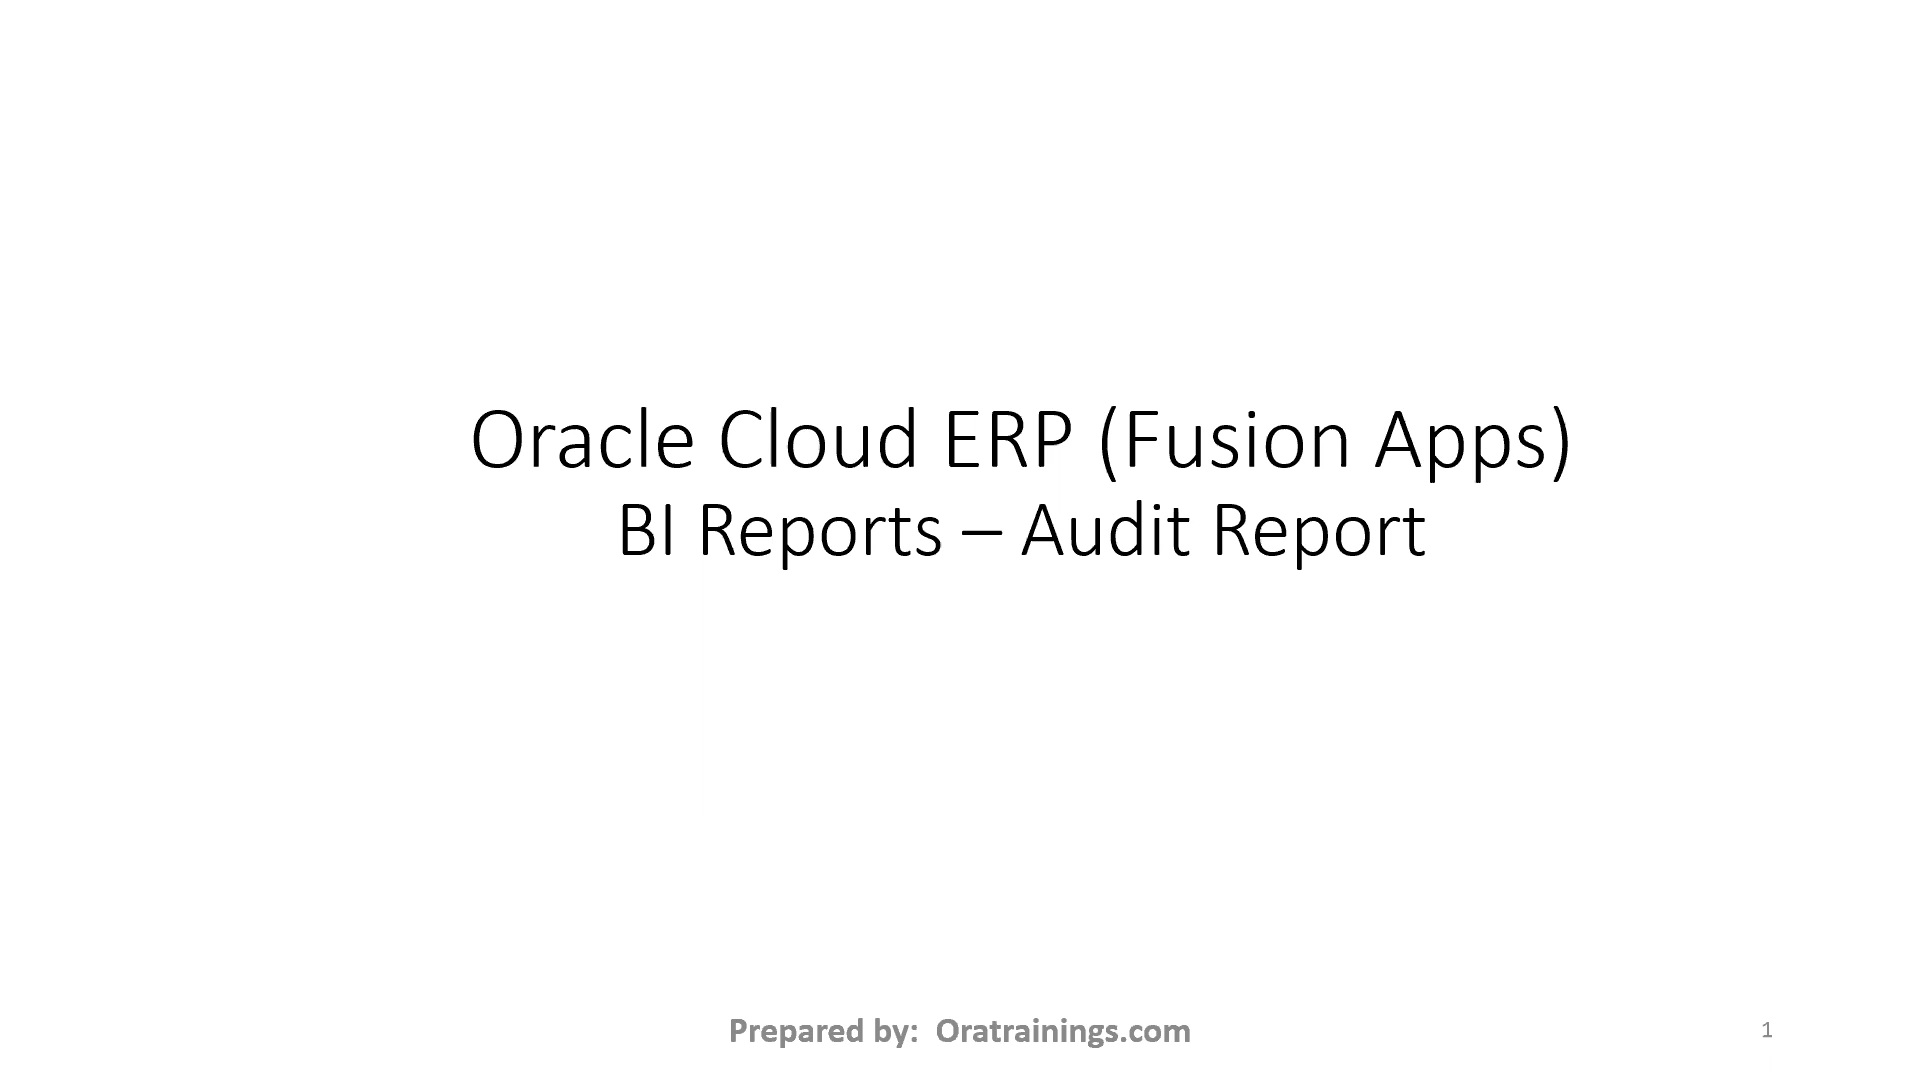 Oracle Cloud ERP (Fusion Apps)
BI Reports – Audit Report
Prepared by:  Oratrainings.com
1